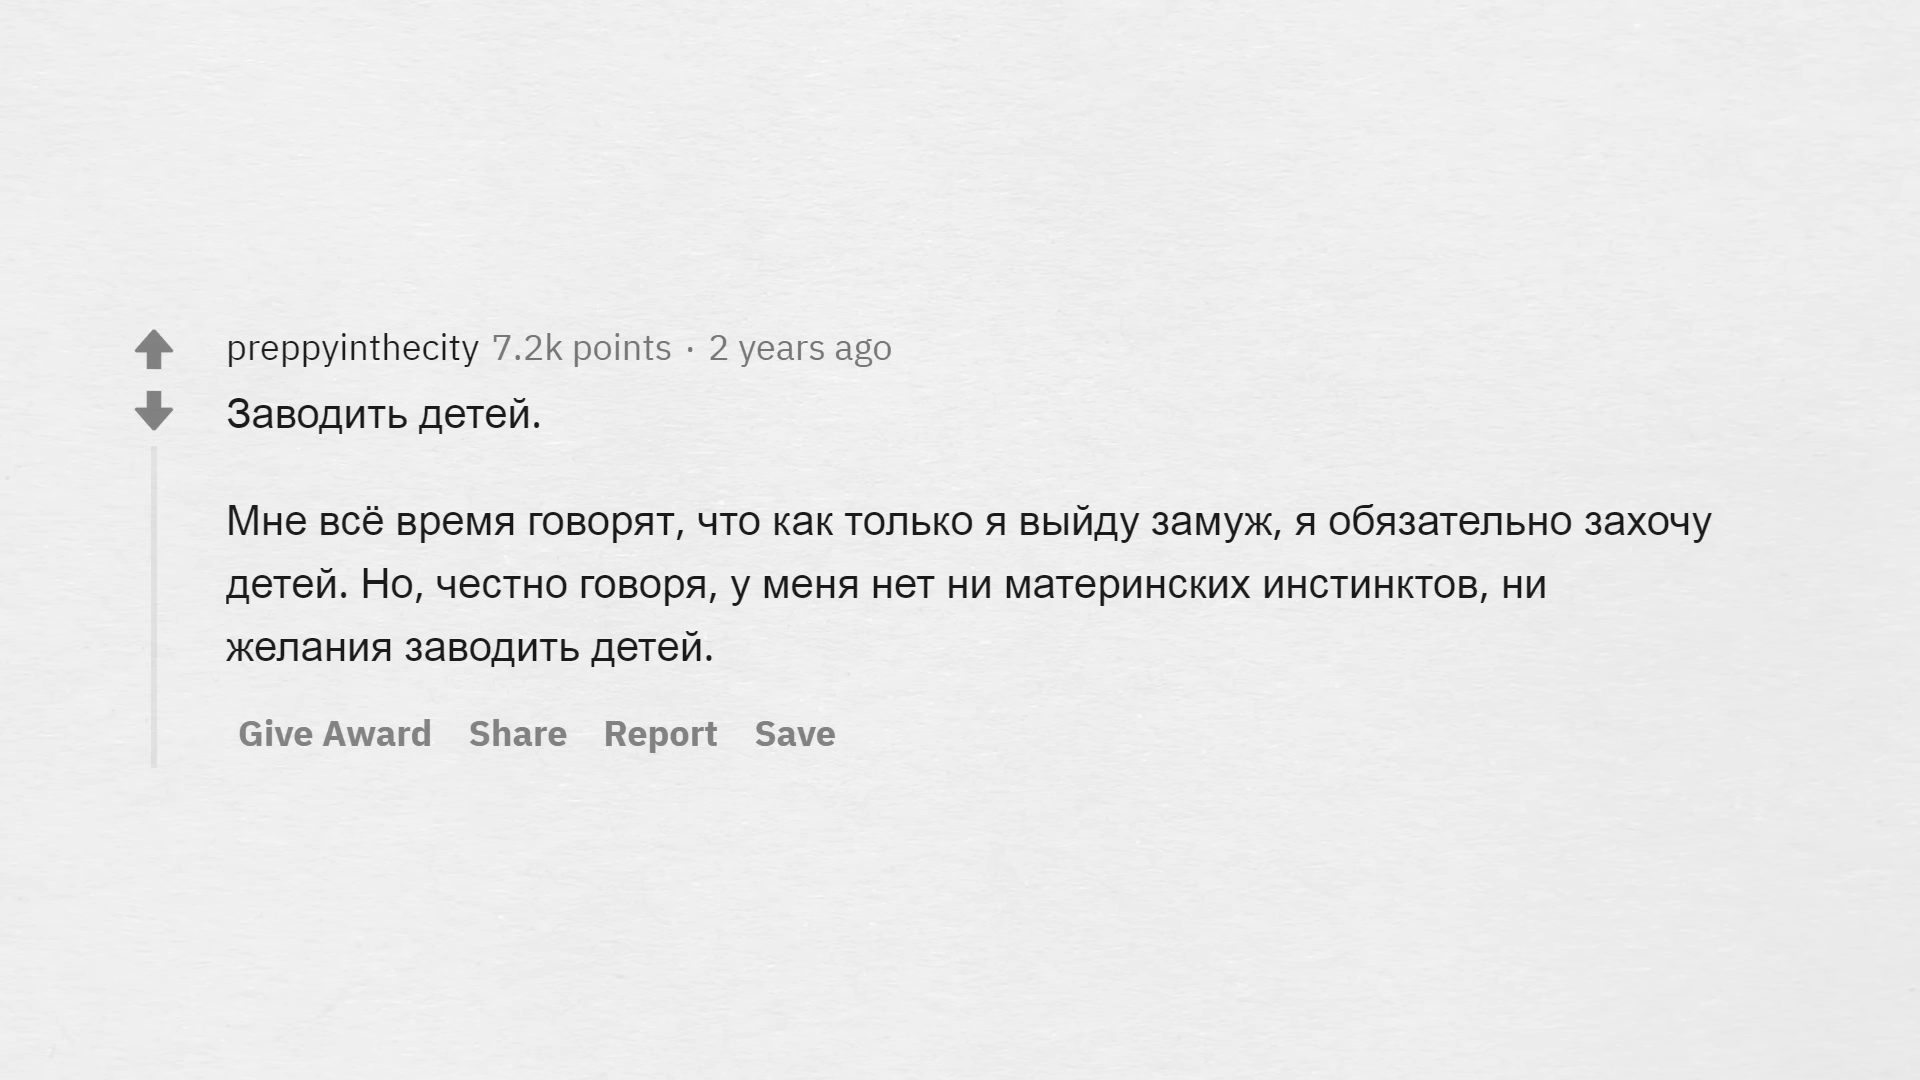 preppyinthecity 7.2k points · 2 years ago
Заводить детей.
Мне всё время говорят, что как только я выйду замуж, я обязательно захочу
детей. Но, честно говоря, у меня нет ни материнских инстинктов, ни
желания заводить детей.
Give Award Share Report Save